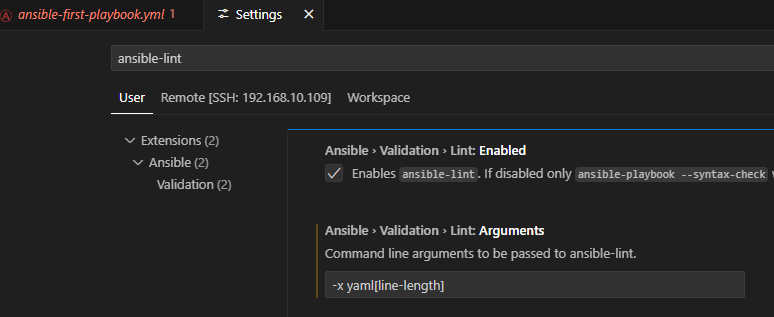 ansible-first-playbook.yml 1
Settings
ansible-lint
User Remote [SSH: 192.168.10.109] Workspace
Extensions (2)
Ansible (2)
Validation (2)
Ansible › Validation › Lint: Enabled
Enables ansible-lint. If disabled only ansible-playbook --syntax-check
Ansible › Validation › Lint: Arguments
Command line arguments to be passed to ansible-lint.
-x yaml[line-length]